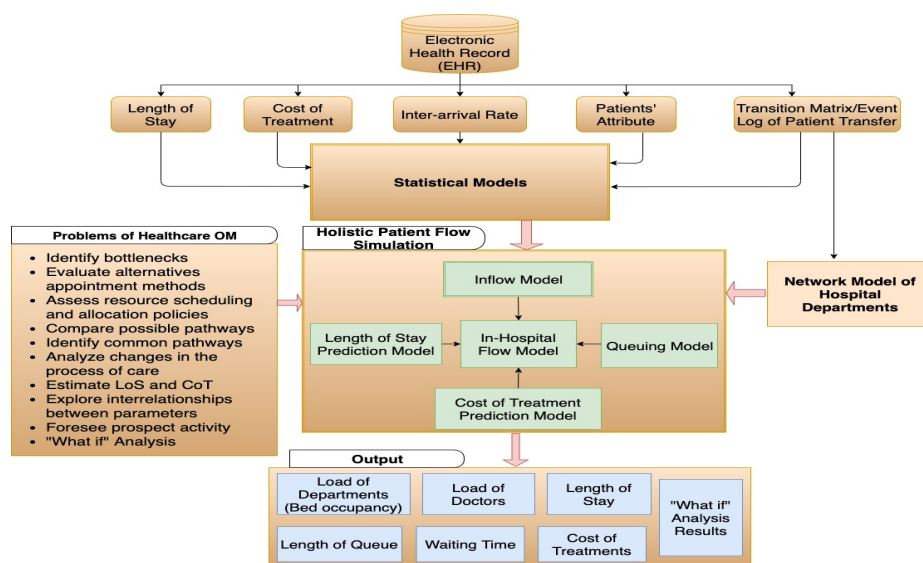 Electronic
Health Record
(EHR)
Length of
Stay
Cost of
Treatment
Inter-arrival Rate
Patients'
Attribute
Transition Matrix/Event
Log of Patient Transfer
Statistical Models
Problems of Healthcare OM
Identify bottlenecks
Evaluate alternatives
appointment methods
Assess resource scheduling
and allocation policies
Compare possible pathways
Identify common pathways
Analyze changes in the
process of care
Estimate LoS and CoT
Explore interrelationships
between parameters
Foresee prospect activity
"What if" Analysis
Holistic Patient Flow
Simulation
Inflow Model
Length of Stay
Prediction Model
In-Hospital
Flow Model
Queuing Model
Cost of Treatment
Prediction Model
Network Model of
Hospital
Departments
Output
Load of
Departments
(Bed occupancy)
Load of
Doctors
Length of
Stay
"What if"
Analysis
Results
Length of Queue
Waiting Time
Cost of
Treatments